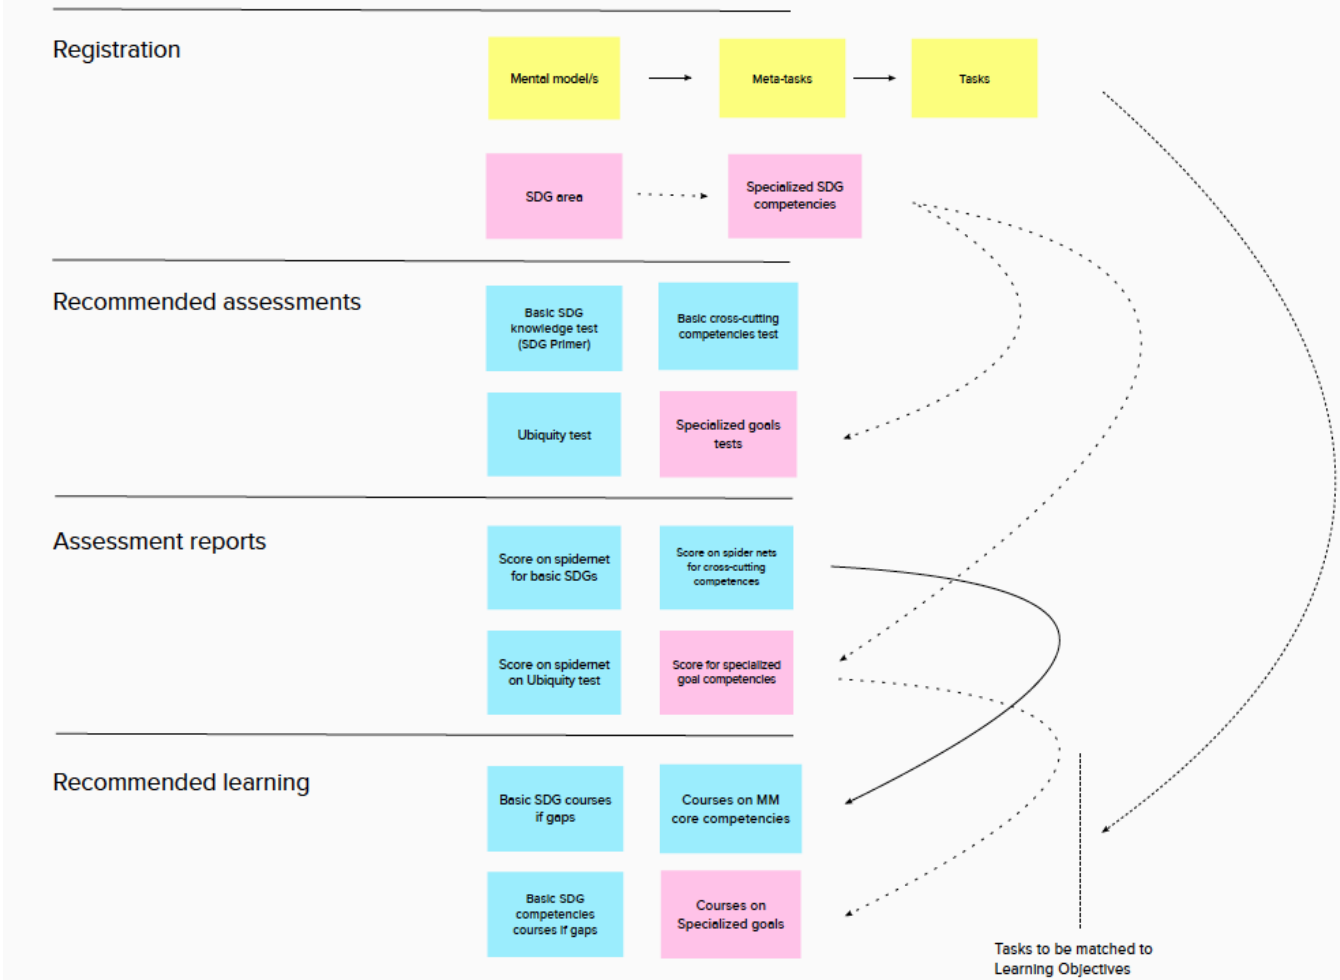 Registration
Mental model/s
Meta-tasks
Tasks
SDG area
Specialized SDG
competencies
Recommended assessments
Basic SDG
knowledge test
(SDG Primer)
Basic cross-cutting
competencies test
Ubiquity test
Specialized goals
tests
Assessment reports
Score on spidernet
for basic SDGs
Score on spider nets
for cross-cutting
competences
Score on spidernet
on Ubiquity test
Score for specialized
goal competencies
Recommended learning
Basic SDG courses
if gaps
Courses on MM
core competencies
Basic SDG
competencies
courses if gaps
Courses on
Specialized goals
Tasks to be matched to
Learning Objectives